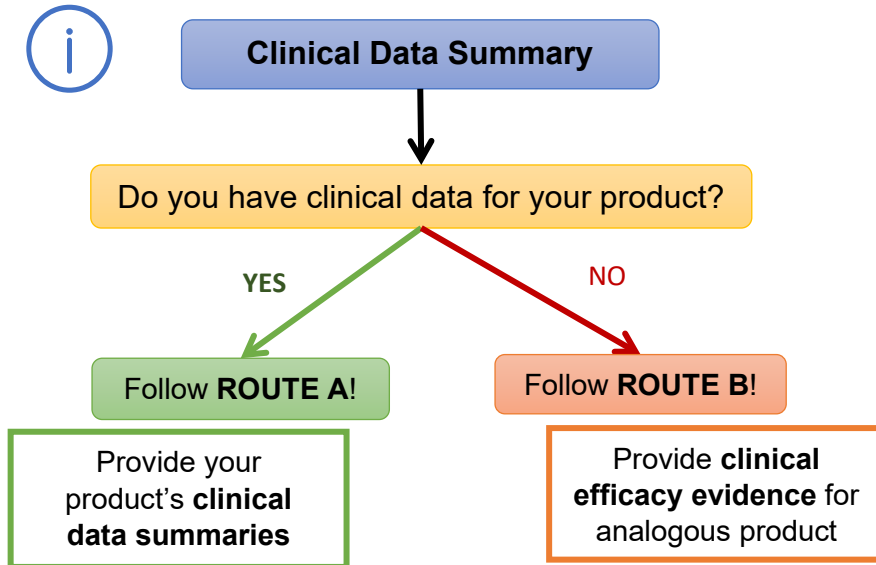 i
Clinical Data Summary
Do you have clinical data for your product?
YES
NO
Follow ROUTE A!
Follow ROUTE B!
Provide your
product’s clinical
data summaries
Provide clinical
efficacy evidence for
analogous product